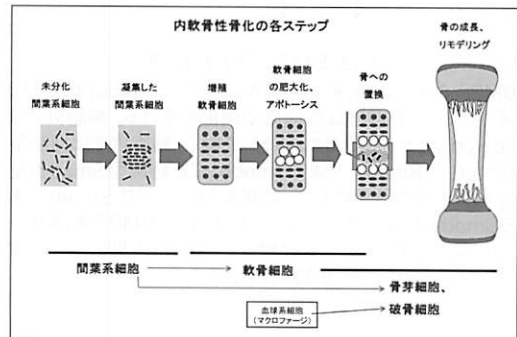 内軟骨性骨化の各ステップ
骨の成長、
リモデリング
未分化
間葉系細胞
凝集した
間葉系細胞
増殖
軟骨細胞
軟骨細胞
の肥大化、
アポトーシス
骨への
置換
間葉系細胞
軟骨細胞
骨芽細胞、
破骨細胞
血球系細胞
(マクロファージ)